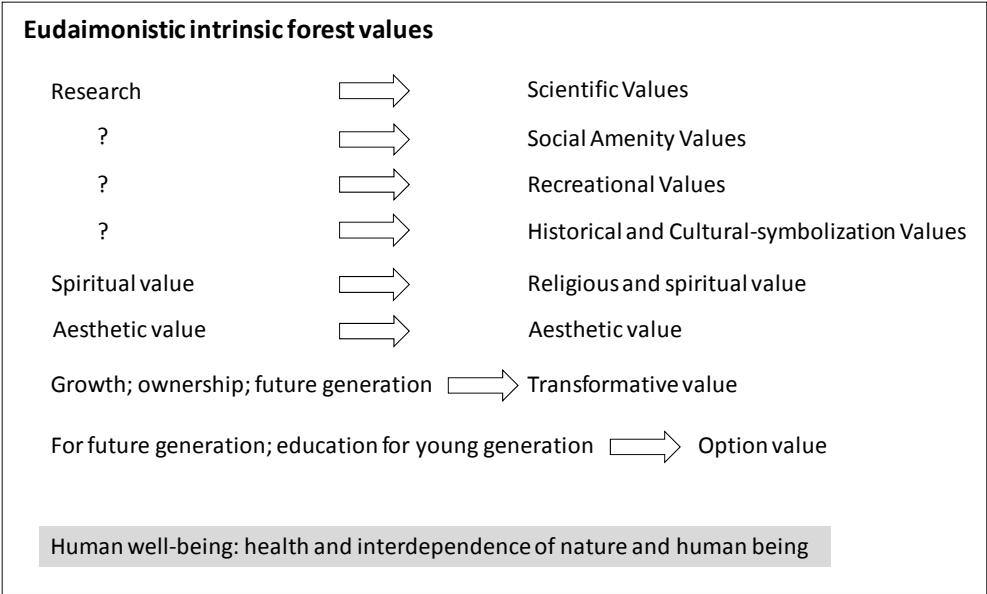 Eudaimonistic intrinsic forest values
Research Scientific Values
? Social Amenity Values
? Recreational Values
? Historical and Cultural-symbolization Values
Spiritual value Religious and spiritual value
Aesthetic value Aesthetic value
Growth; ownership; future generation Transformative value
For future generation; education for young generation Option value
Human well-being: health and interdependence of nature and human being